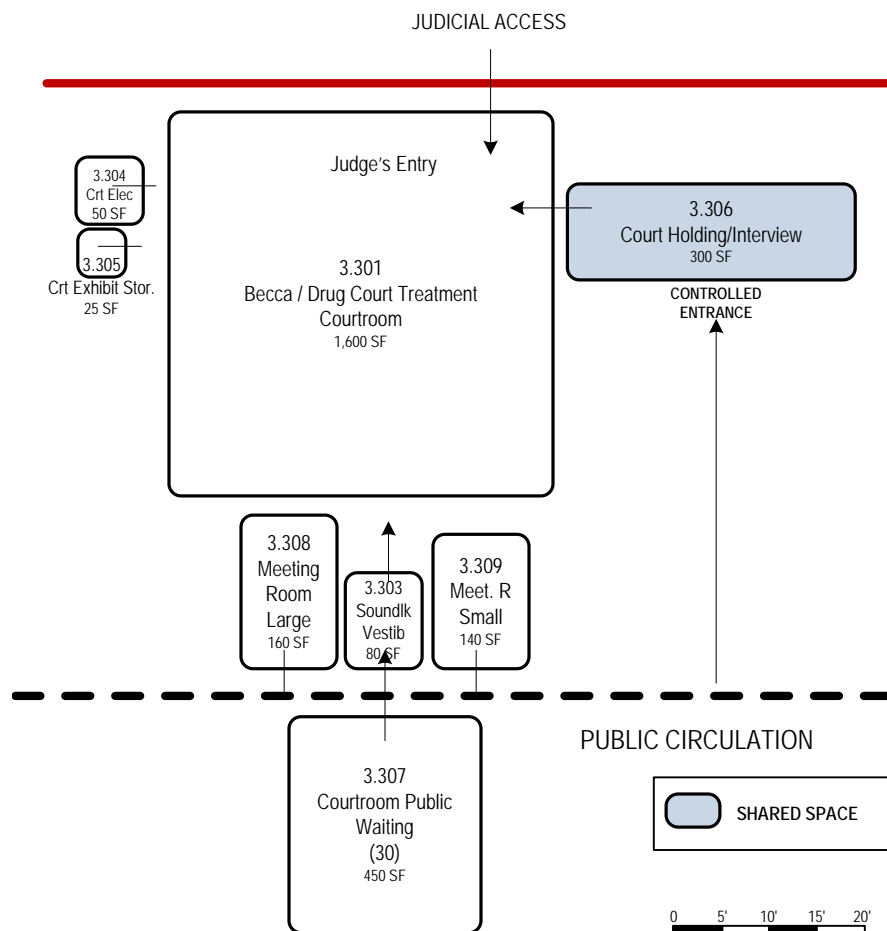 JUDICIAL ACCESS
Judge's Entry
3.304
Crt Elec
50 SF
3.305
Crt Exhibit Stor.
25 SF
3.301
Becca / Drug Court Treatment
Courtroom
1,600 SF
3.306
Court Holding/Interview
300 SF
CONTROLLED
ENTRANCE
3.308
Meeting
Room
Large
160 SF
3.303
Soundlk
Vestib
80 SF
3.309
Meet. R
Small
140 SF
3.307
Courtroom Public
Waiting
(30)
450 SF
PUBLIC CIRCULATION
SHARED SPACE
0 5' 10' 15' 20'